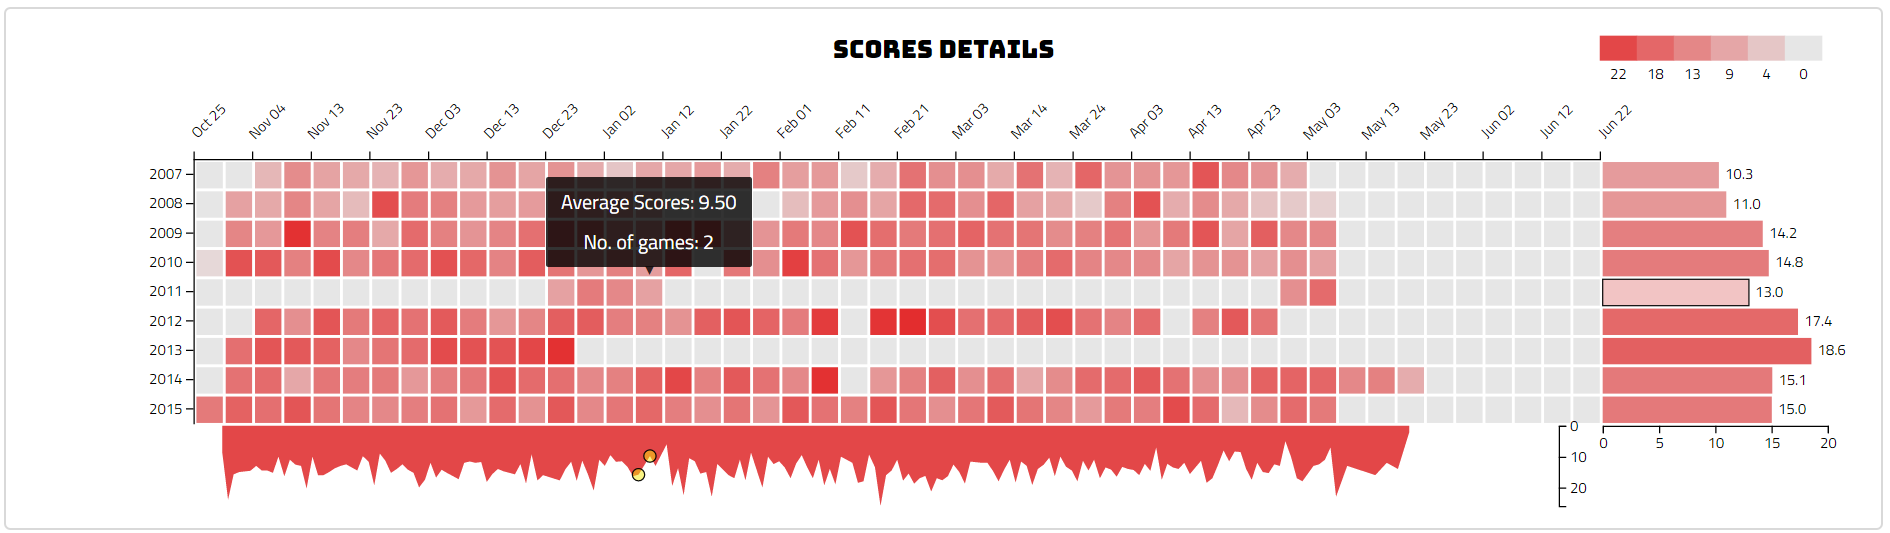 SCORES DETAILS
22 18 13 9 4 0
Oct 25 Nov 04 Nov 13 Nov 23 Dec 03 Dec 13 Dec 23 Jan 02 Jan 12 Jan 22 Feb 01 Feb 11 Feb 21 Mar 03 Mar 14 Mar 24 Apr 03 Apr 13 Apr 23 May 03 May 13 May 23 Jun 02 Jun 12 Jun 22
2007 10.3
2008 11.0
Average Scores: 9.50
2009 14.2
No. of games: 2
2010 14.8
2011 13.0
2012 17.4
2013 18.6
2014 15.1
2015 15.0
0
0 5 10 15 20
10
20